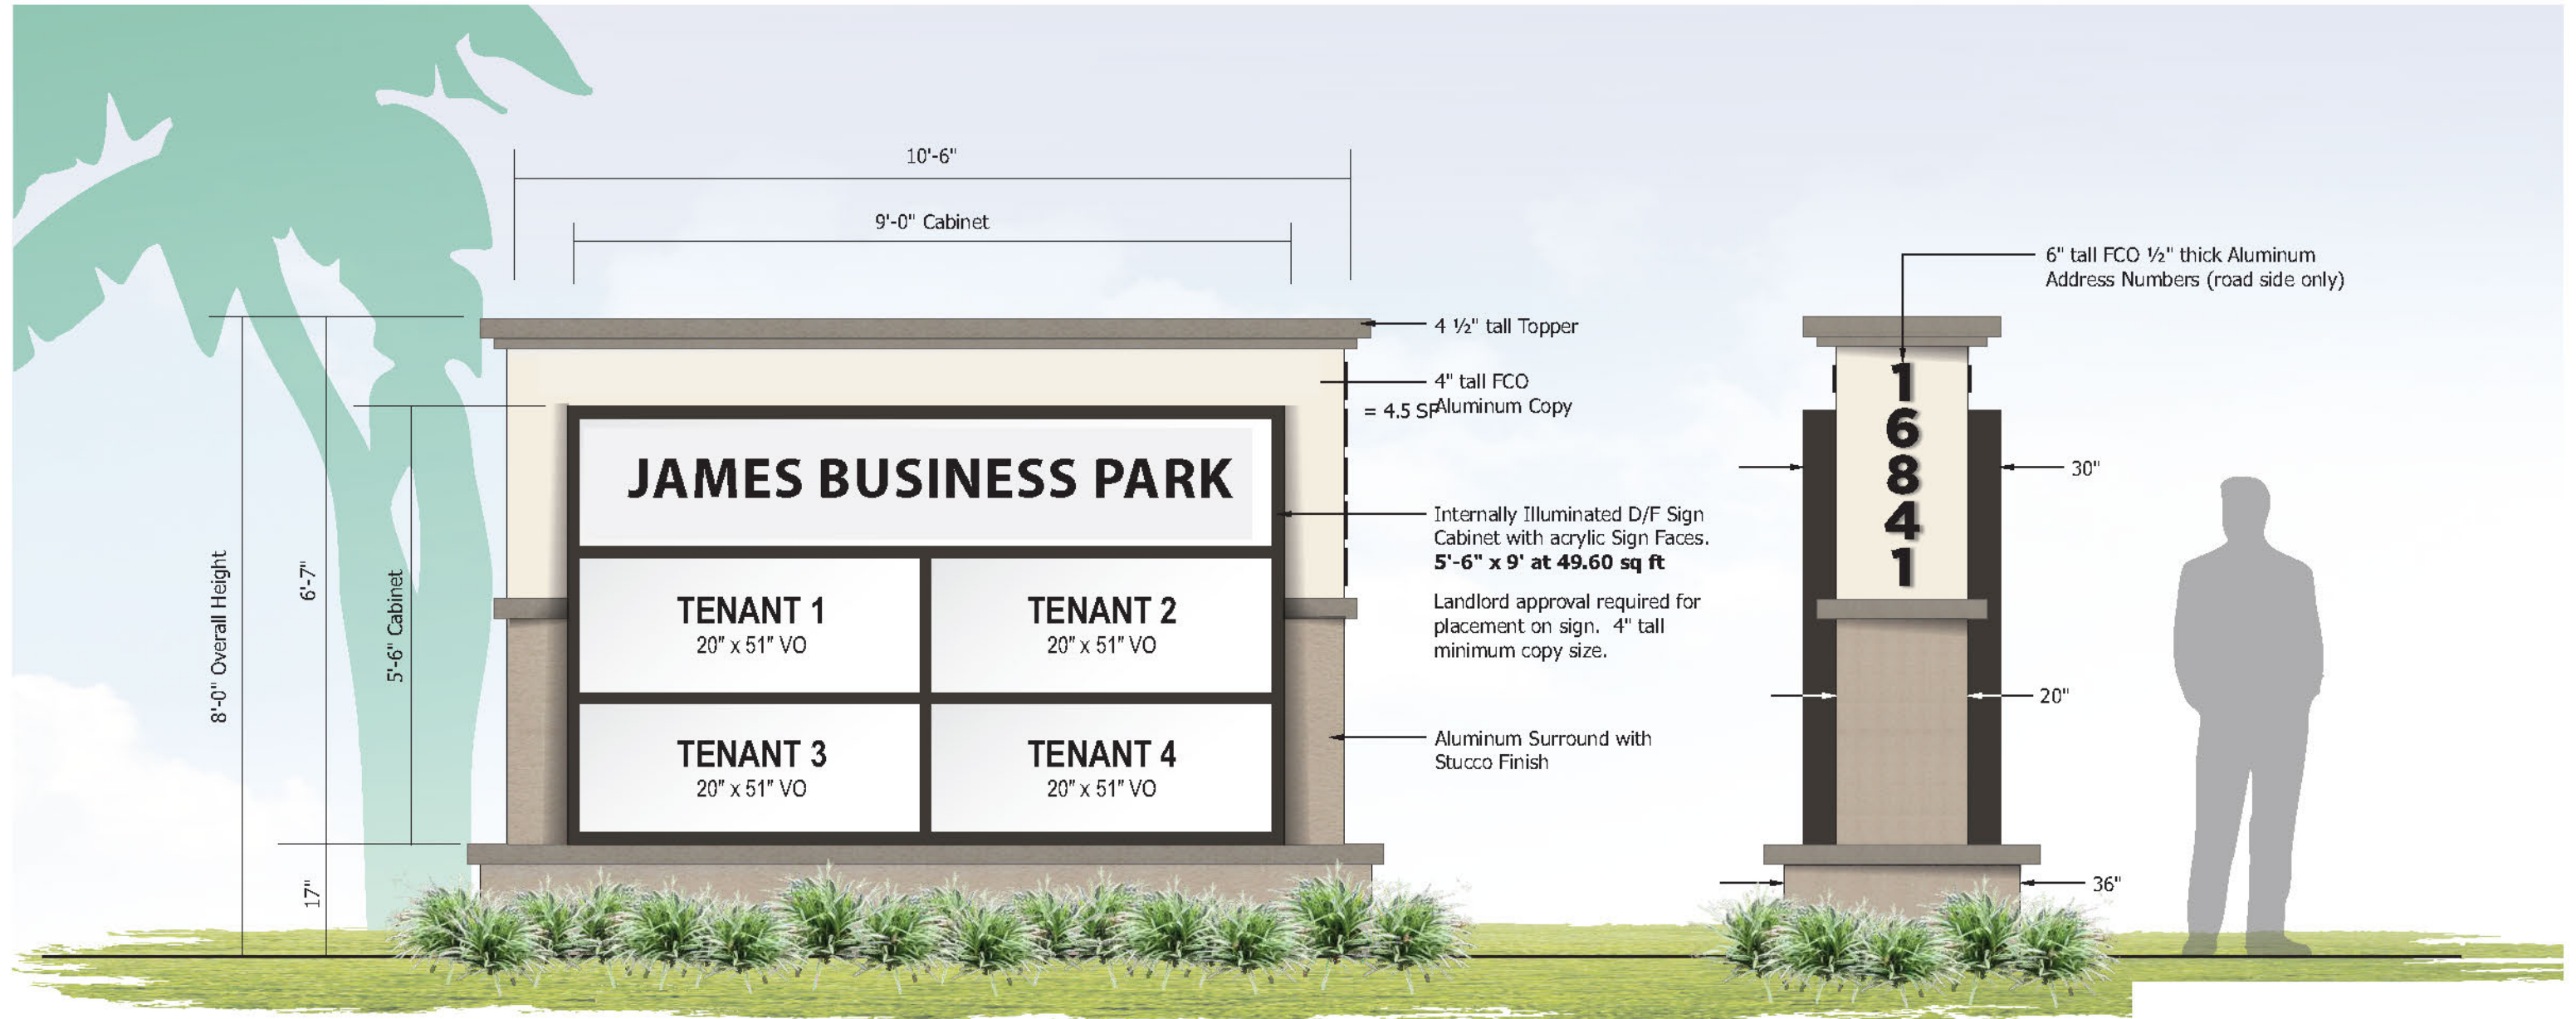 10'-6"
9'-0" Cabinet
8'-0" Overall Height
6'-7"
5'-6" Cabinet
17"
JAMES BUSINESS PARK
TENANT 1
20" x 51" VO
TENANT 2
20" x 51" VO
TENANT 3
20" x 51" VO
TENANT 4
20" x 51" VO
4 ½" tall Topper
4" tall FCO
Aluminum Copy
= 4.5 SF
Internally Illuminated D/F Sign
Cabinet with acrylic Sign Faces.
5'-6" x 9' at 49.60 sq ft
Landlord approval required for
placement on sign. 4" tall
minimum copy size.
Aluminum Surround with
Stucco Finish
6" tall FCO ½" thick Aluminum
Address Numbers (road side only)
1
6
8
4
1
30"
20"
36"